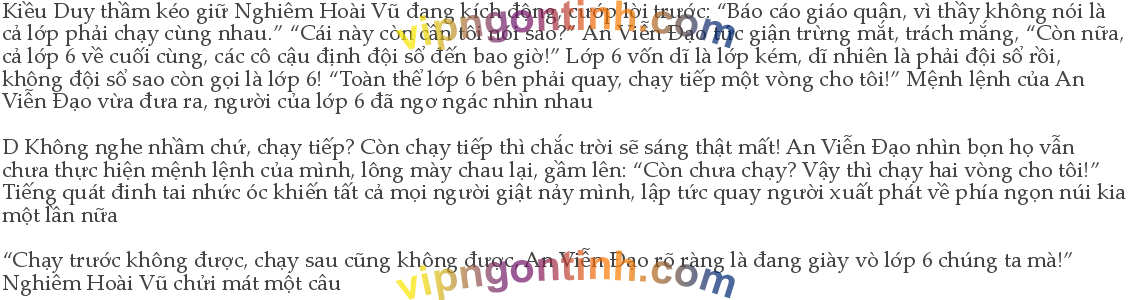 Kiều Duy thầm kéo giữ Nghiêm Hoài Vũ đang kích động, cướp lời trước: “Báo cáo giáo quân, vì thầy không nói là
cả lớp phải chạy cùng nhau.” “Cái này còn cần tôi nói sao?” An Viễn Đạo tức giận trừng mắt, trách mắng, “Còn nữa,
cả lớp 6 về cuối cùng, các cô cậu định đội sổ đến bao giờ!” Lớp 6 vốn dĩ là lớp kém, dĩ nhiên là phải đội sổ rồi,
không đội sổ sao còn gọi là lớp 6! “Toàn thể lớp 6 bên phải quay, chạy tiếp một vòng cho tôi!” Mệnh lệnh của An
Viễn Đạo vừa đưa ra, người của lớp 6 đã ngơ ngác nhìn nhau
D Không nghe nhầm chứ, chạy tiếp? Còn chạy tiếp thì chắc trời sẽ sáng thật mất! An Viễn Đạo nhìn bọn họ vẫn
chưa thực hiện mệnh lệnh của mình, lông mày chau lại, gầm lên: “Còn chưa chạy? Vậy thì chạy hai vòng cho tôi!”
Tiếng quát đinh tai nhức óc khiến tất cả mọi người giật nảy mình, lập tức quay người xuất phát về phía ngọn núi kia
một lần nữa
“Chạy trước không được, chạy sau cũng không được. An Viễn Đạo rõ ràng là đang giày vò lớp 6 chúng ta mà!”
Nghiêm Hoài Vũ chửi mát một câu
vipngontinh.com
vipngontinh.com